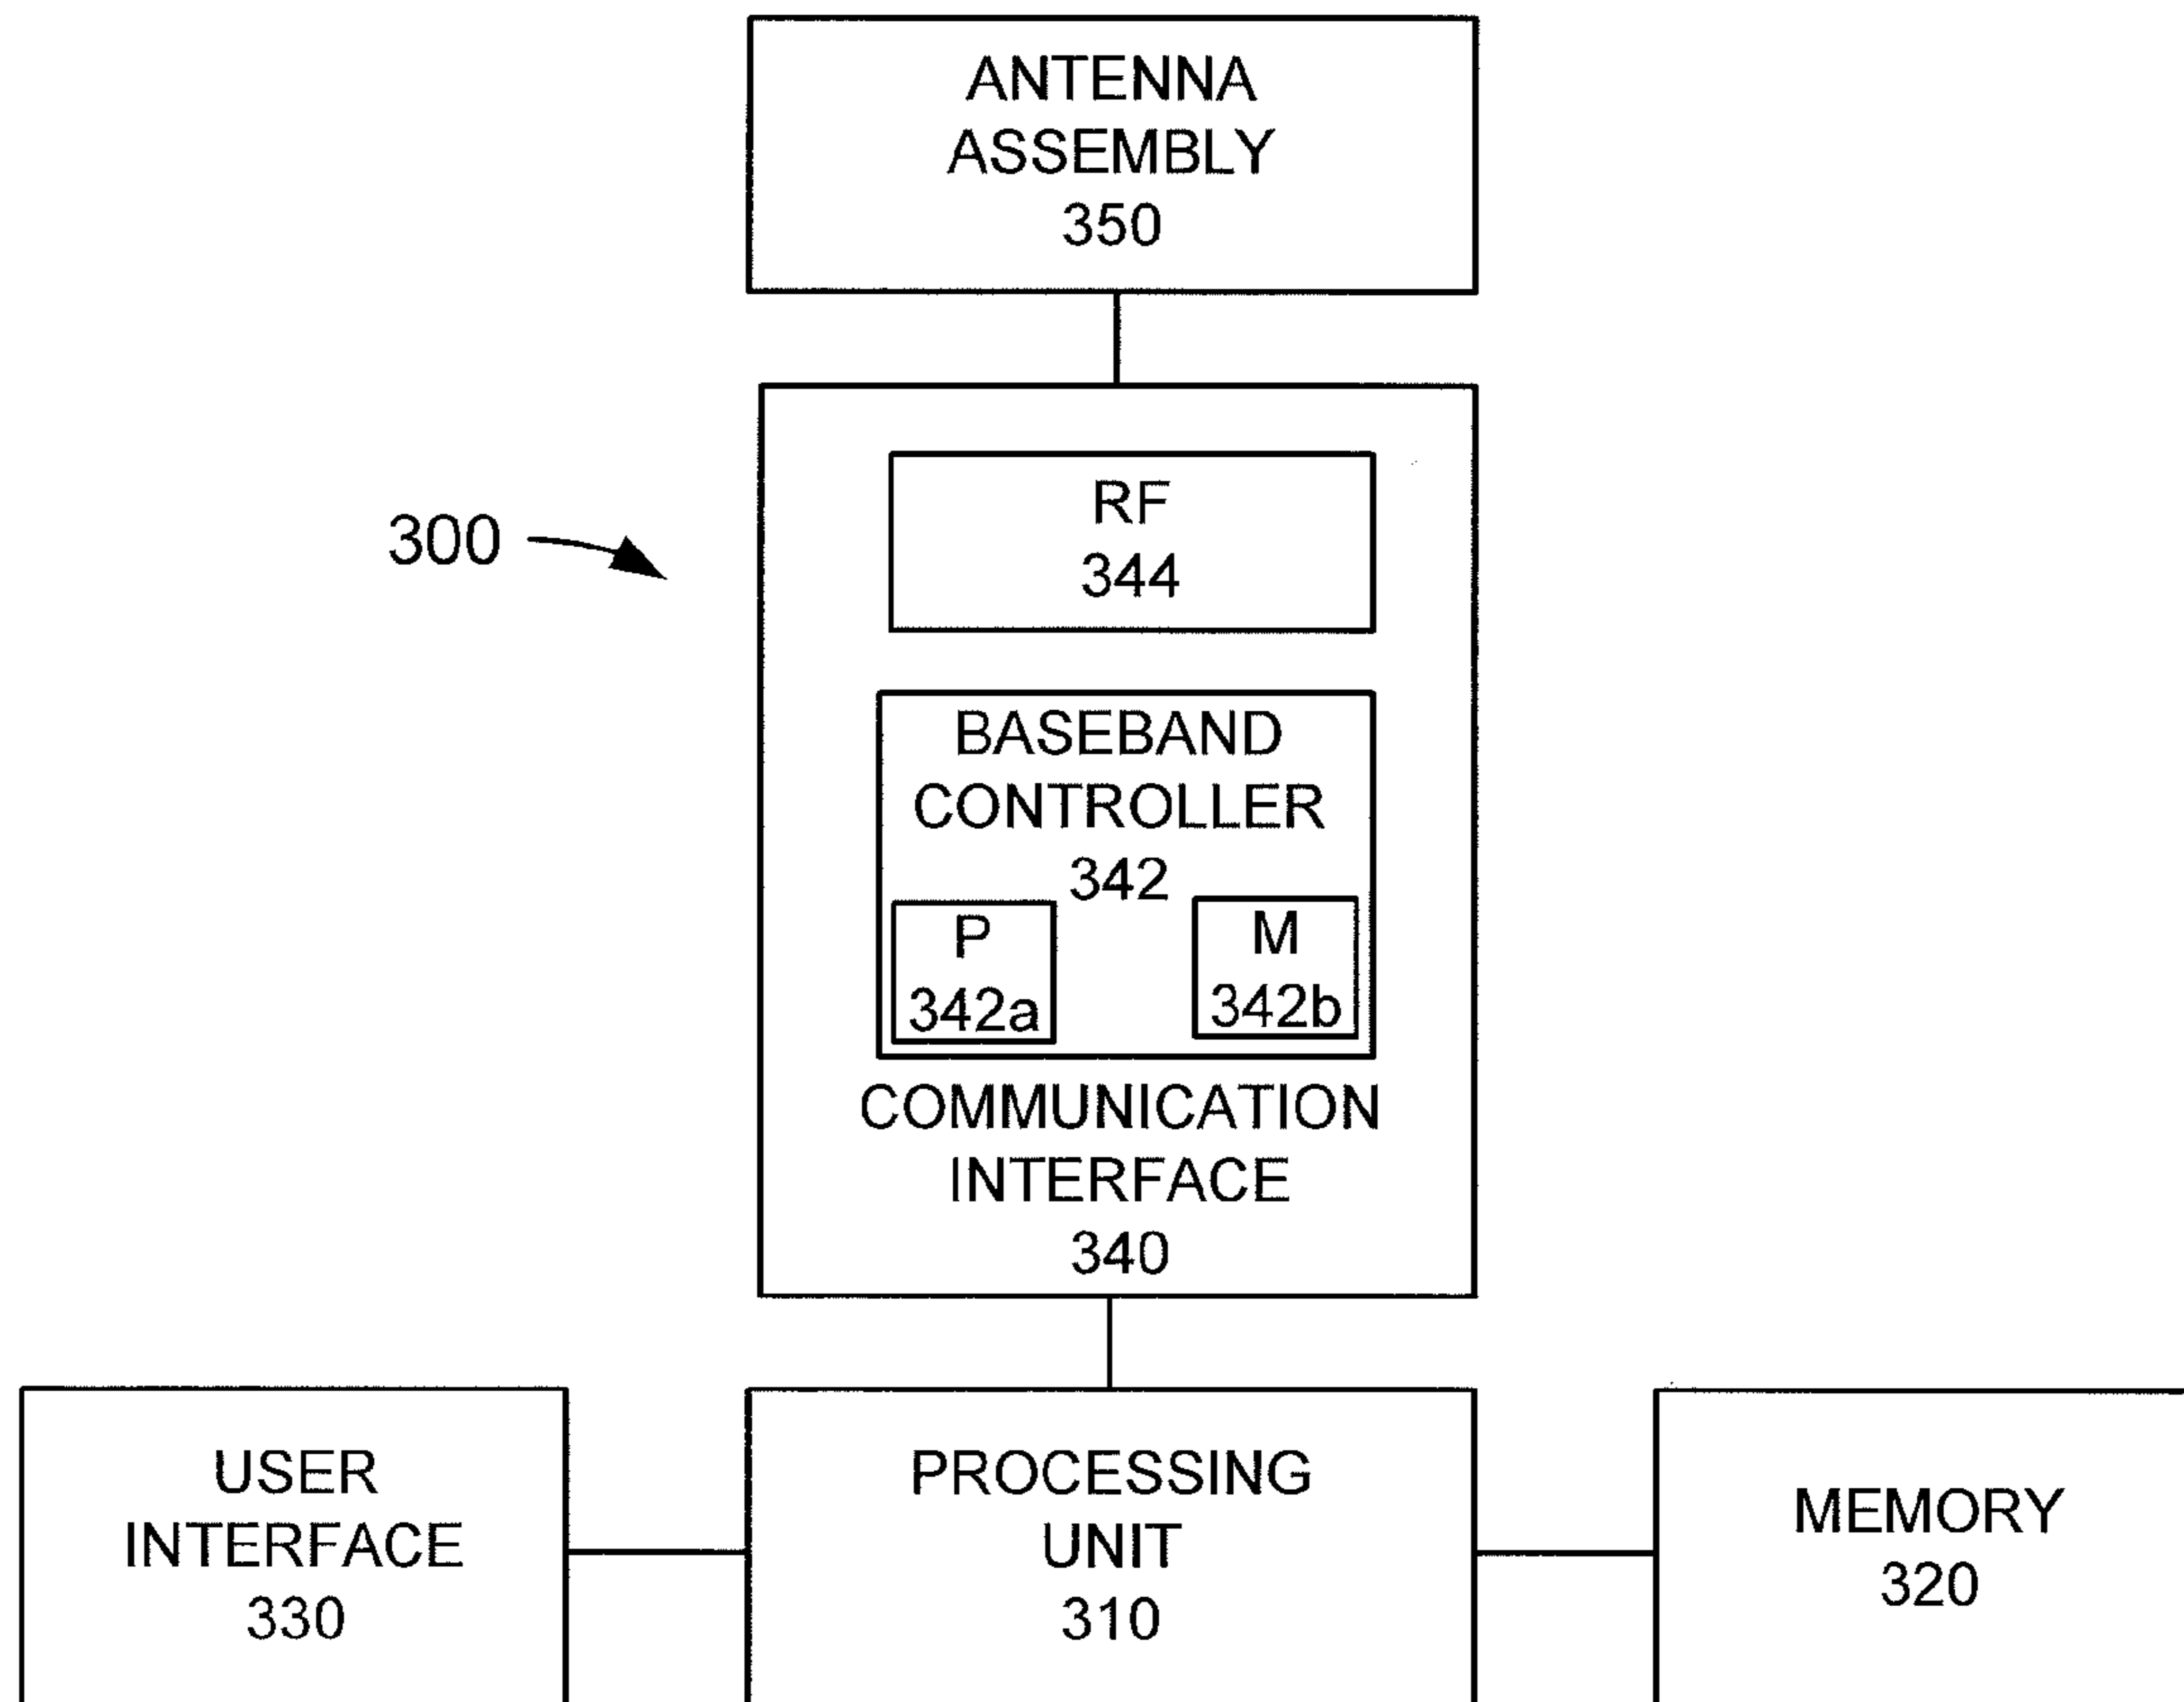 ANTENNA
ASSEMBLY
350
300
RF
344
BASEBAND
CONTROLLER
342
P
342a
M
342b
COMMUNICATION
INTERFACE
340
USER
INTERFACE
330
PROCESSING
UNIT
310
MEMORY
320